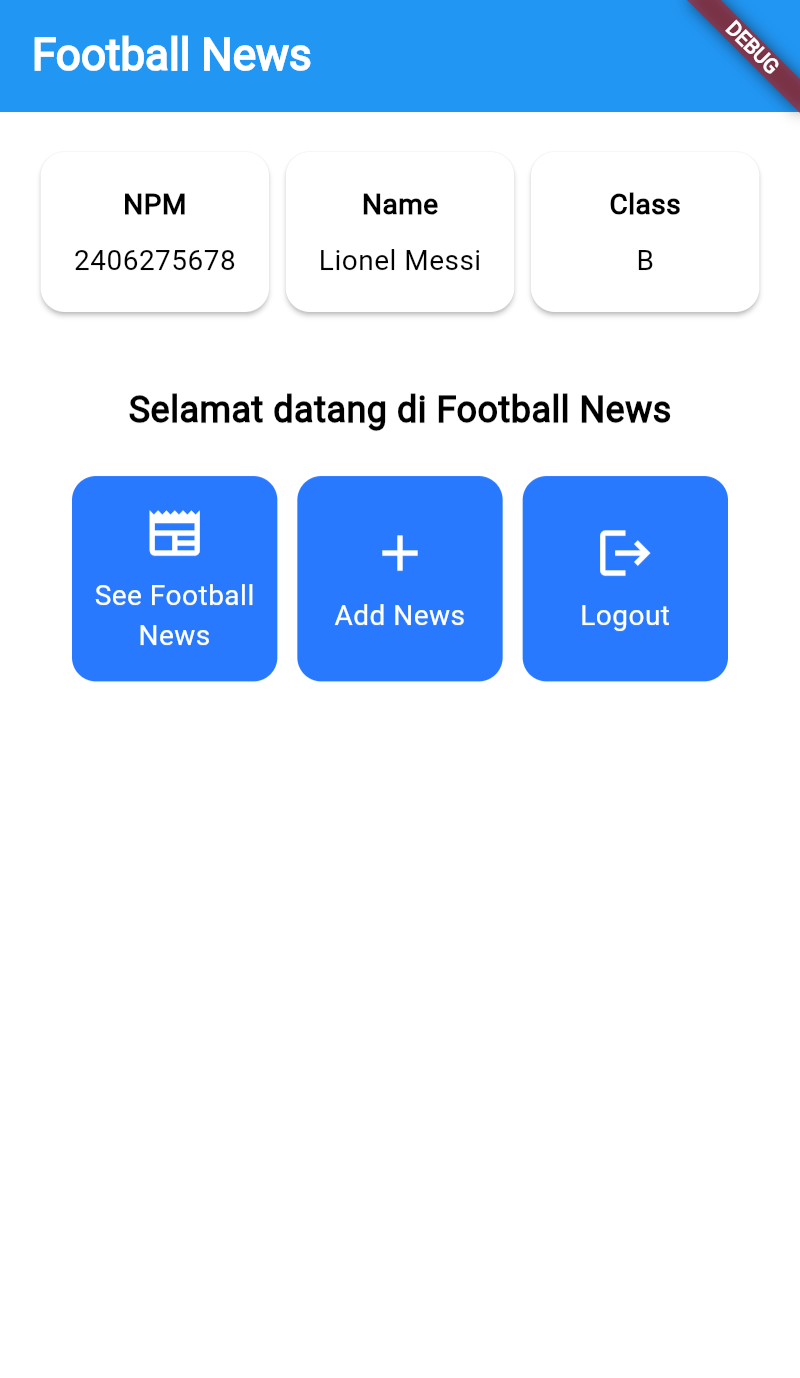 Football News
DEBUG
NPM
2406275678
Name
Lionel Messi
Class
B
Selamat datang di Football News
See Football
News
Add News
Logout